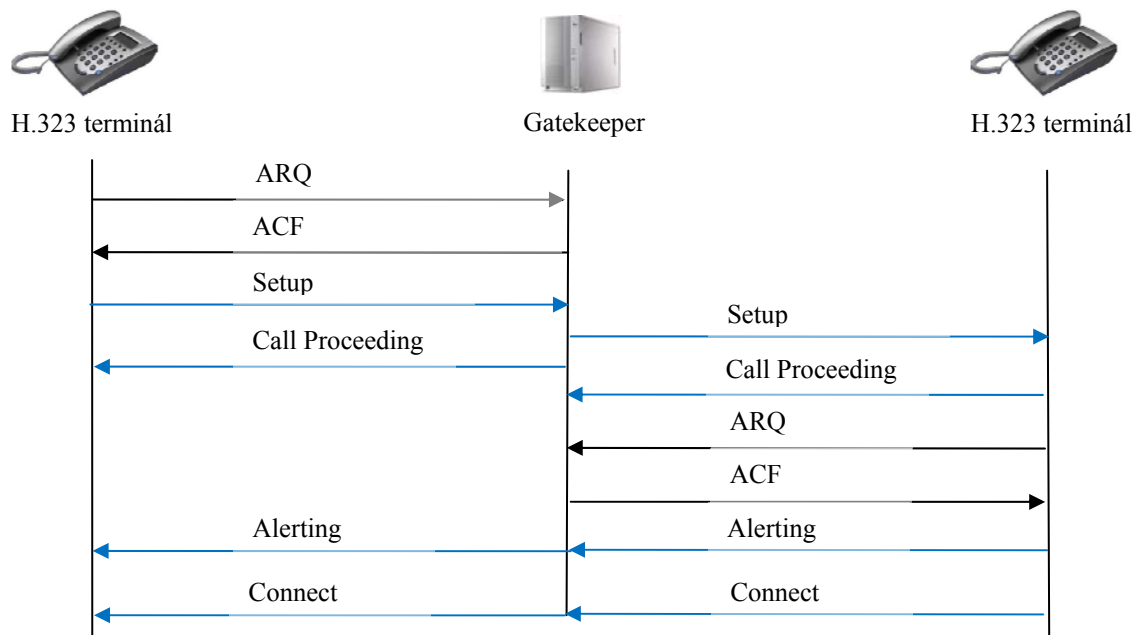 H.323 terminál
Gatekeeper
H.323 terminál
ARQ
ACF
Setup
Setup
Call Proceeding
Call Proceeding
ARQ
ACF
Alerting
Alerting
Connect
Connect